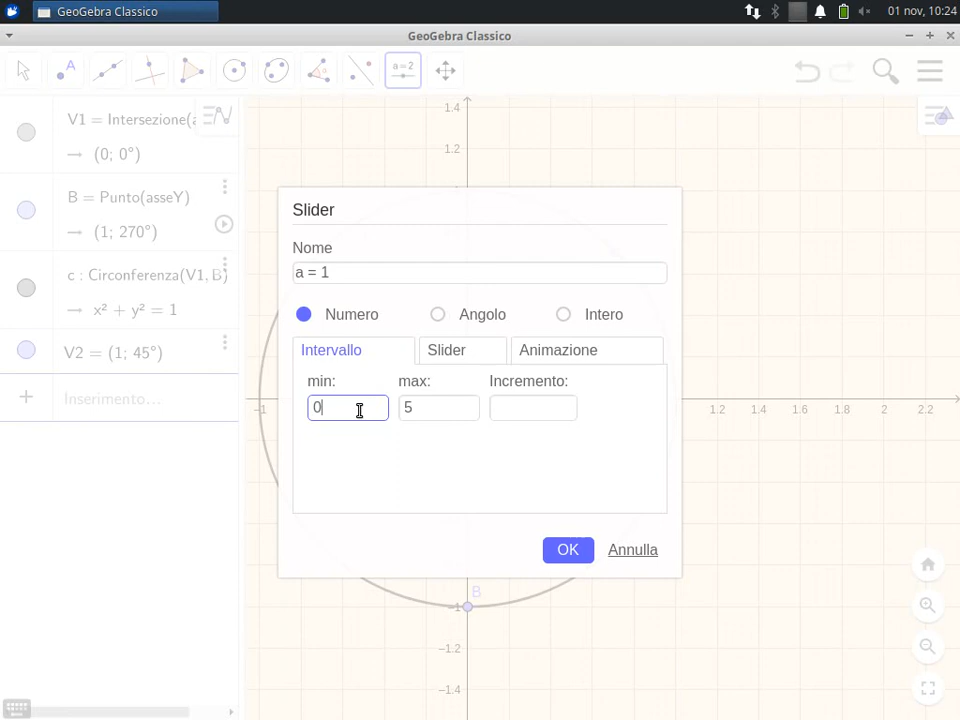 GeoGebra Classico
01 nov, 10:24
GeoGebra Classico
A
a=2
V1 = Intersezione(a
→ (0; 0°)
B = Punto(asseY)
→ (1; 270°)
c : Circonferenza(V1, B)
→ x² + y² = 1
V2 = (1; 45°)
Inserimento…
1.4
1.2
−1
1.2
1.4
1.6
1.8
2
2.2
B
−1
−1.2
−1.4
Slider
Nome
a = 1
Numero
Angolo
Intero
Intervallo
Slider
Animazione
min:
max:
Incremento:
0
5
OK
Annulla